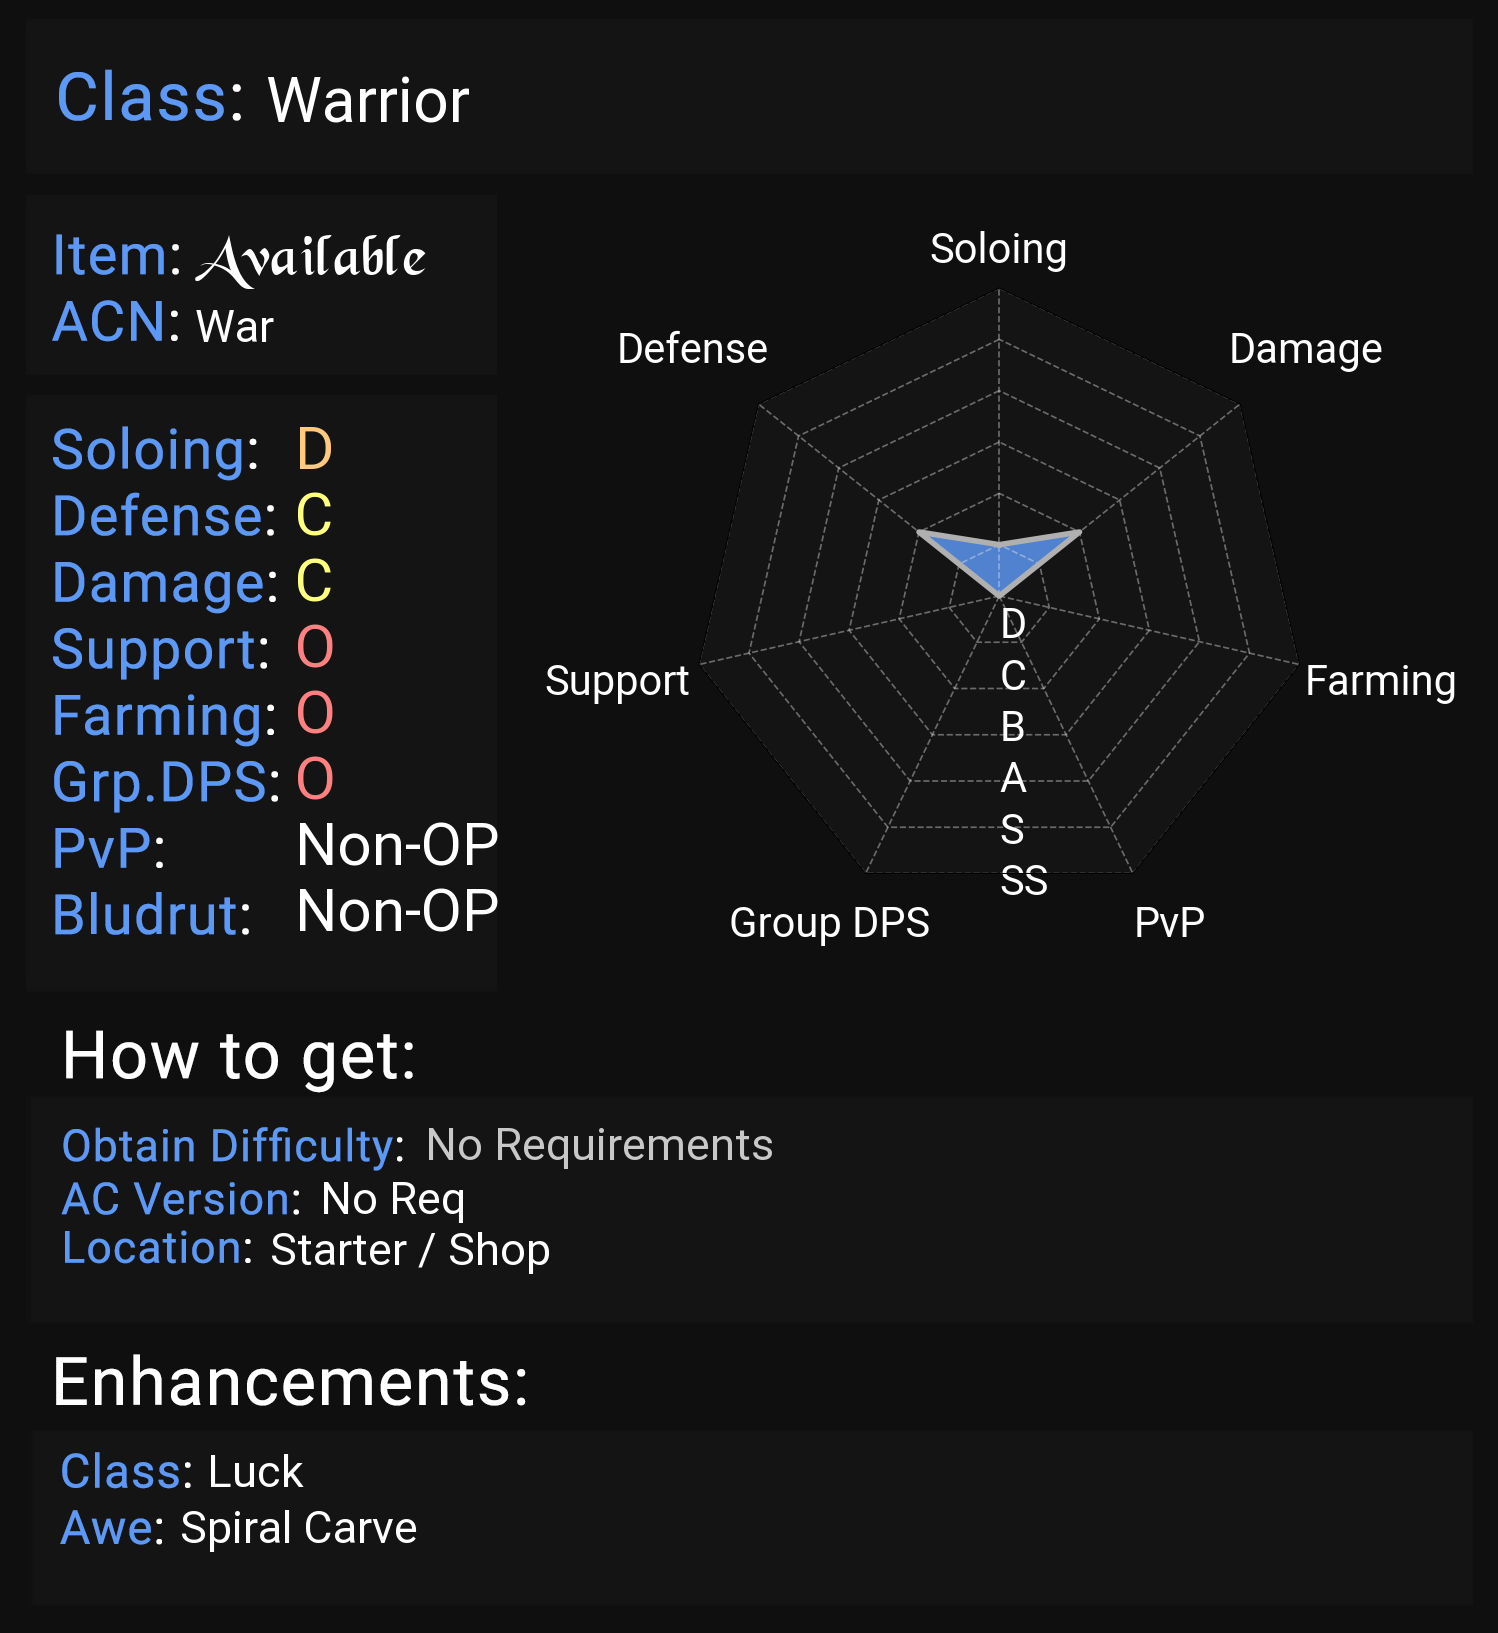 Class: Warrior
Item: Available
ACN: War
Soloing: D
Defense: C
Damage: C
Support: O
Farming: O
Grp.DPS: O
PvP: Non-OP
Bludrut: Non-OP
Soloing
Defense
Damage
Support
Farming
Group DPS
PvP
D
C
B
A
S
SS
How to get:
Obtain Difficulty: No Requirements
AC Version: No Req
Location: Starter / Shop
Enhancements:
Class: Luck
Awe: Spiral Carve